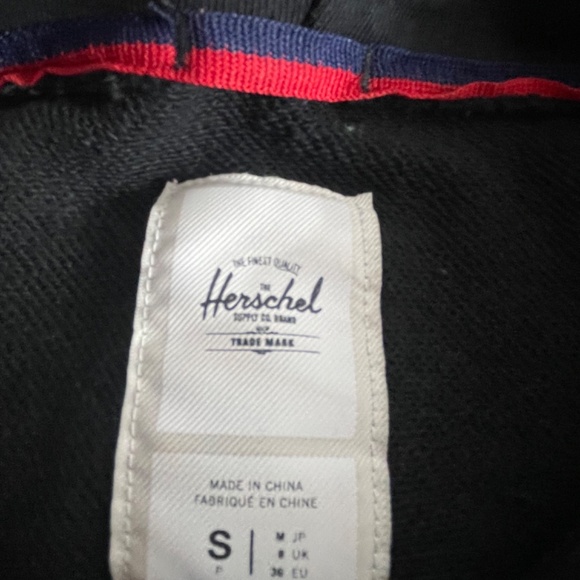 THE FINEST QUALITY
THE
Herschel
SUPPLY CO. BRAND
TRADE MARK
MADE IN CHINA
FABRIQUÉ EN CHINE
S M JP
8 UK
P 36 EU